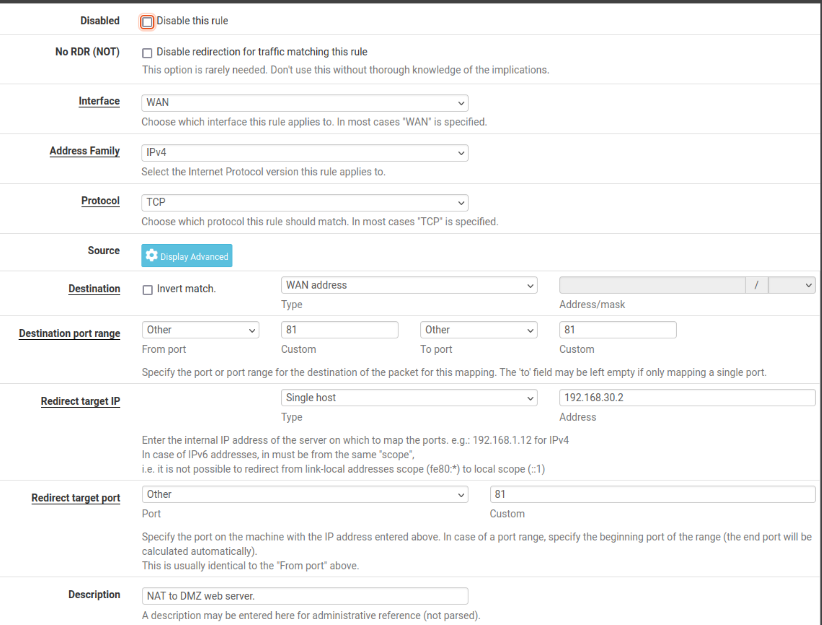 Disabled Disable this rule
No RDR (NOT) Disable redirection for traffic matching this rule
This option is rarely needed. Don't use this without thorough knowledge of the implications.
Interface WAN
Choose which interface this rule applies to. In most cases "WAN" is specified.
Address Family IPv4
Select the Internet Protocol version this rule applies to.
Protocol TCP
Choose which protocol this rule should match. In most cases "TCP" is specified.
Source Display Advanced
Destination Invert match. WAN address /
Type Address/mask
Destination port range Other 81 Other 81
From port Custom To port Custom
Specify the port or port range for the destination of the packet for this mapping. The 'to' field may be left empty if only mapping a single port.
Redirect target IP Single host 192.168.30.2
Type Address
Enter the internal IP address of the server on which to map the ports. e.g.: 192.168.1.12 for IPv4
In case of IPv6 addresses, in must be from the same "scope",
i.e. it is not possible to redirect from link-local addresses scope (fe80:*) to local scope (::1)
Redirect target port Other 81
Port Custom
Specify the port on the machine with the IP address entered above. In case of a port range, specify the beginning port of the range (the end port will be
calculated automatically).
This is usually identical to the "From port" above.
Description NAT to DMZ web server.
A description may be entered here for administrative reference (not parsed).